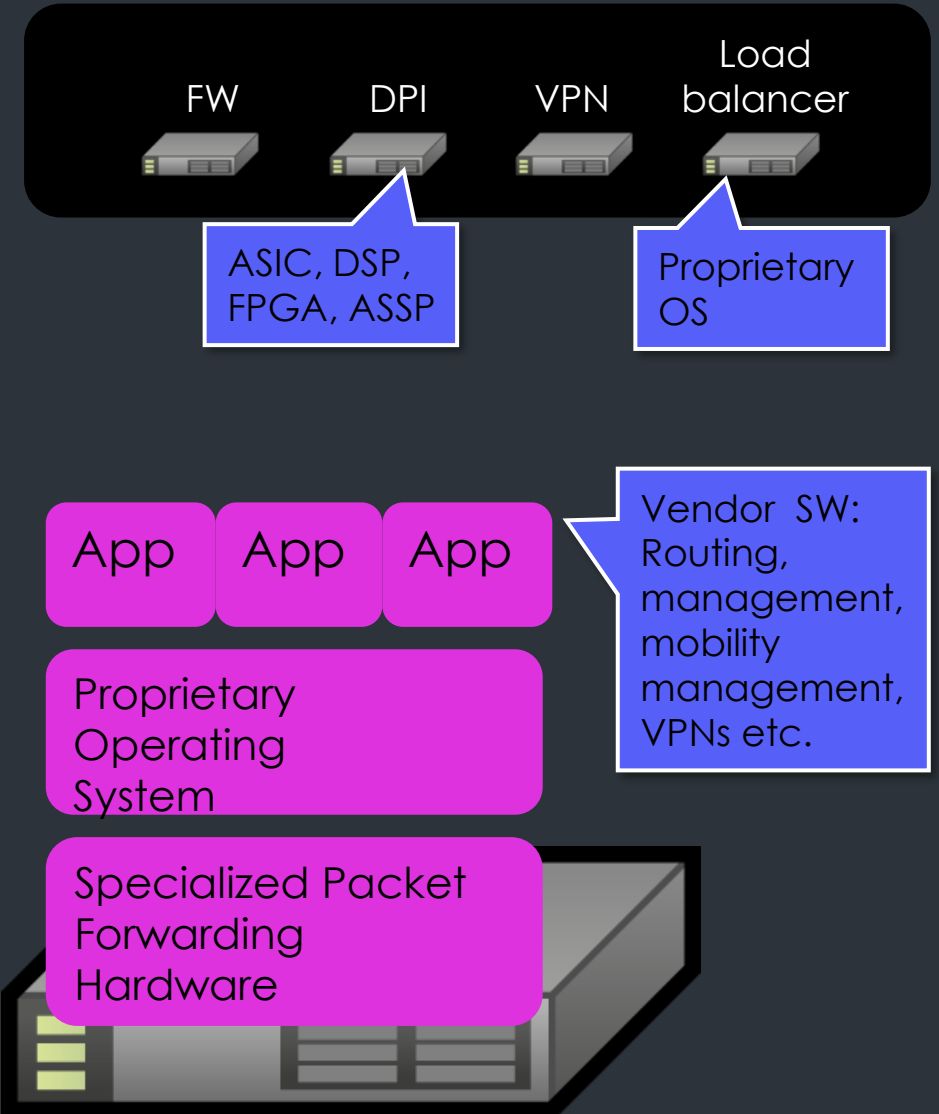 FW
DPI
VPN
Load
balancer
ASIC, DSP,
FPGA, ASSP
Proprietary
OS
App
App
App
Vendor SW:
Routing,
management,
mobility
management,
VPNs etc.
Proprietary
Operating
System
Specialized Packet
Forwarding
Hardware